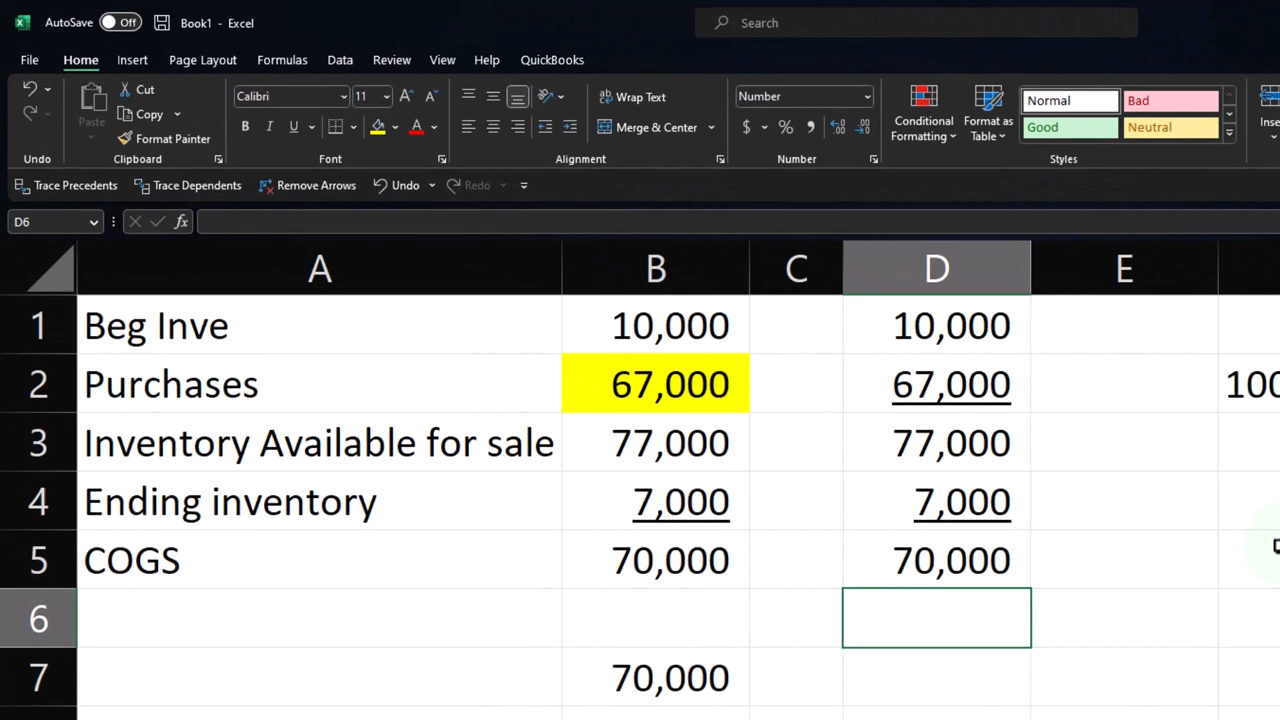 AutoSave Off Book1 - Excel Search
File Home Insert Page Layout Formulas Data Review View Help QuickBooks
Undo
Paste Cut Copy Format Painter
Clipboard
Calibri 11 A A
B I U A
Font
Wrap Text
Merge & Center
Alignment
Number
$ % ,
Number
Conditional Formatting
Format as Table
Normal Bad
Good Neutral
Styles
Trace Precedents Trace Dependents Remove Arrows Undo Redo
D6 fx
A B C D E
1 Beg Inve 10,000 10,000
2 Purchases 67,000 67,000
3 Inventory Available for sale 77,000 77,000
4 Ending inventory 7,000 7,000
5 COGS 70,000 70,000
6
7 70,000